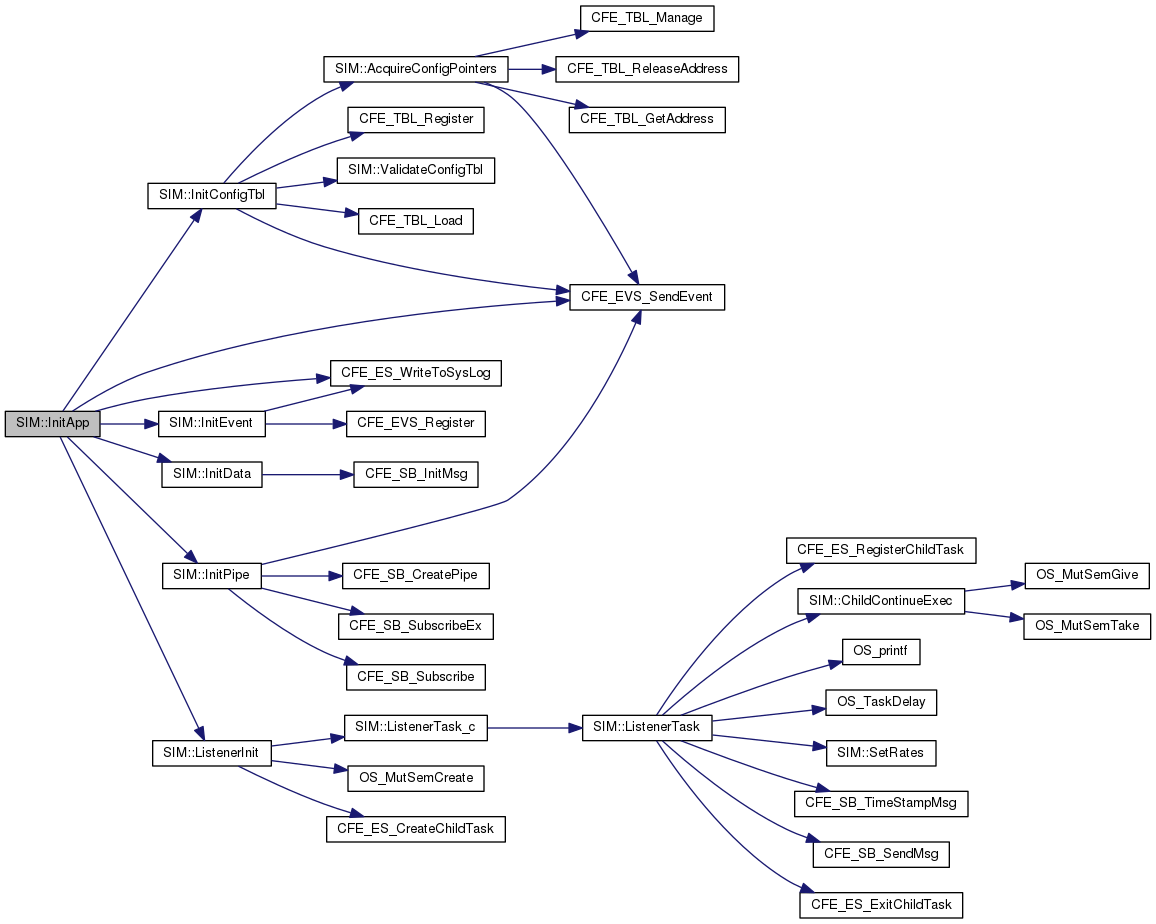 CFE_TBL_Manage
SIM::AcquireConfigPointers
CFE_TBL_ReleaseAddress
CFE_TBL_Register
CFE_TBL_GetAddress
SIM::ValidateConfigTbl
SIM::InitConfigTbl
CFE_TBL_Load
CFE_EVS_SendEvent
CFE_ES_WriteToSysLog
SIM::InitApp
SIM::InitEvent
CFE_EVS_Register
SIM::InitData
CFE_SB_InitMsg
CFE_ES_RegisterChildTask
SIM::InitPipe
CFE_SB_CreatePipe
OS_MutSemGive
SIM::ChildContinueExec
CFE_SB_SubscribeEx
OS_MutSemTake
OS_printf
CFE_SB_Subscribe
OS_TaskDelay
SIM::ListenerTask_c
SIM::ListenerTask
SIM::ListenerInit
SIM::SetRates
OS_MutSemCreate
CFE_SB_TimeStampMsg
CFE_ES_CreateChildTask
CFE_SB_SendMsg
CFE_ES_ExitChildTask